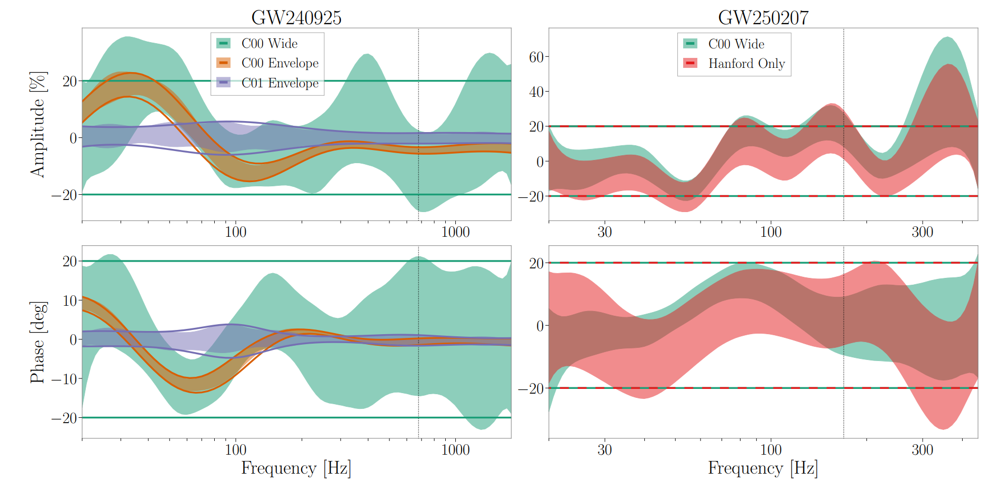 GW240925
GW250207
C00 Wide
C00 Envelope
C01 Envelope
C00 Wide
Hanford Only
Amplitude [%]
20
0
−20
100
1000
60
40
20
0
−20
30
100
300
Phase [deg]
20
10
0
−10
−20
100
1000
Frequency [Hz]
20
0
−20
30
100
300
Frequency [Hz]